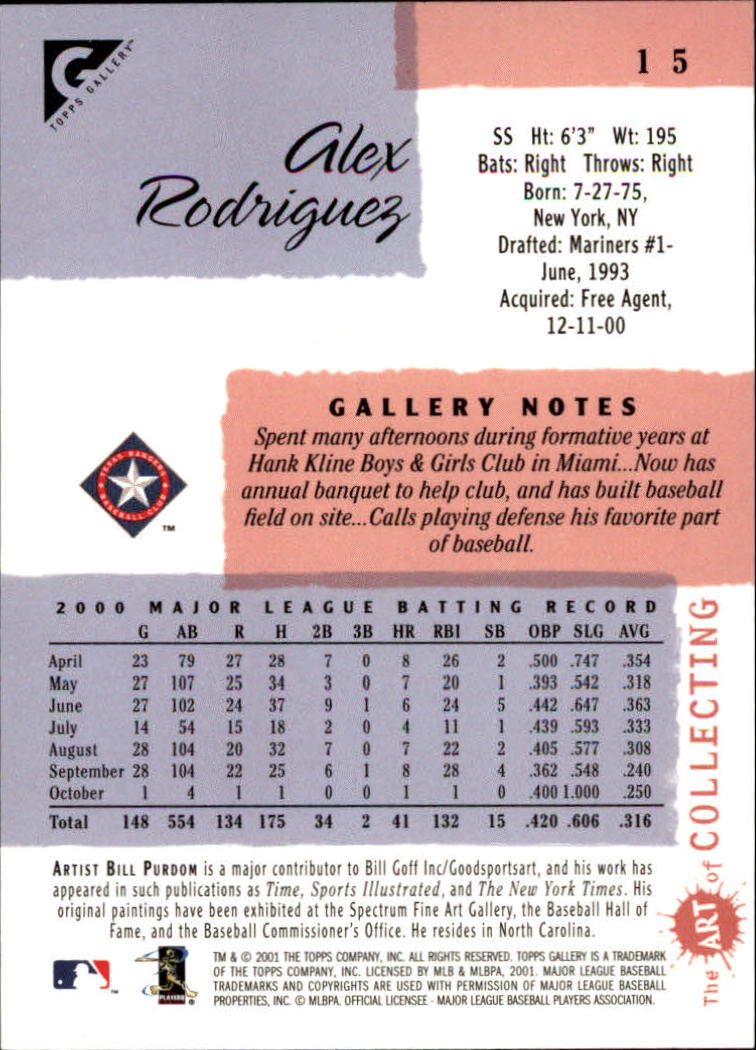 G
TOPPS GALLERY™
1 5
Alex
Rodriguez
SS Ht: 6'3" Wt: 195
Bats: Right Throws: Right
Born: 7-27-75,
New York, NY
Drafted: Mariners #1-
June, 1993
Acquired: Free Agent,
12-11-00
GALLERY NOTES
Spent many afternoons during formative years at
Hank Kline Boys & Girls Club in Miami...Now has
annual banquet to help club, and has built baseball
field on site...Calls playing defense his favorite part
of baseball.
TEXAS RANGERS
BASEBALL CLUB
™
2000 MAJOR LEAGUE BATTING RECORD
G AB R H 2B 3B HR RBI SB OBP SLG AVG
April 23 79 27 28 7 0 8 26 2 .500 .747 .354
May 27 107 25 34 3 0 7 20 1 .393 .542 .318
June 27 102 24 37 9 1 6 24 5 .442 .647 .363
July 14 54 15 18 2 0 4 11 1 .439 .593 .333
August 28 104 20 32 7 0 7 22 2 .405 .577 .308
September 28 104 22 25 6 1 8 28 4 .362 .548 .240
October 1 4 1 1 0 0 1 1 0 .400 1.000 .250
Total 148 554 134 175 34 2 41 132 15 .420 .606 .316
The ART of COLLECTING
ARTIST BILL PURDOM is a major contributor to Bill Goff Inc/Goodsportsart, and his work has
appeared in such publications as Time, Sports Illustrated, and The New York Times. His
original paintings have been exhibited at the Spectrum Fine Art Gallery, the Baseball Hall of
Fame, and the Baseball Commissioner's Office. He resides in North Carolina.
™
PLAYERS
TM & © 2001 THE TOPPS COMPANY, INC. ALL RIGHTS RESERVED. TOPPS GALLERY IS A TRADEMARK
OF THE TOPPS COMPANY, INC. LICENSED BY MLB & MLBPA, 2001. MAJOR LEAGUE BASEBALL
TRADEMARKS AND COPYRIGHTS ARE USED WITH PERMISSION OF MAJOR LEAGUE BASEBALL
PROPERTIES, INC. © MLBPA. OFFICIAL LICENSEE - MAJOR LEAGUE BASEBALL PLAYERS ASSOCIATION.